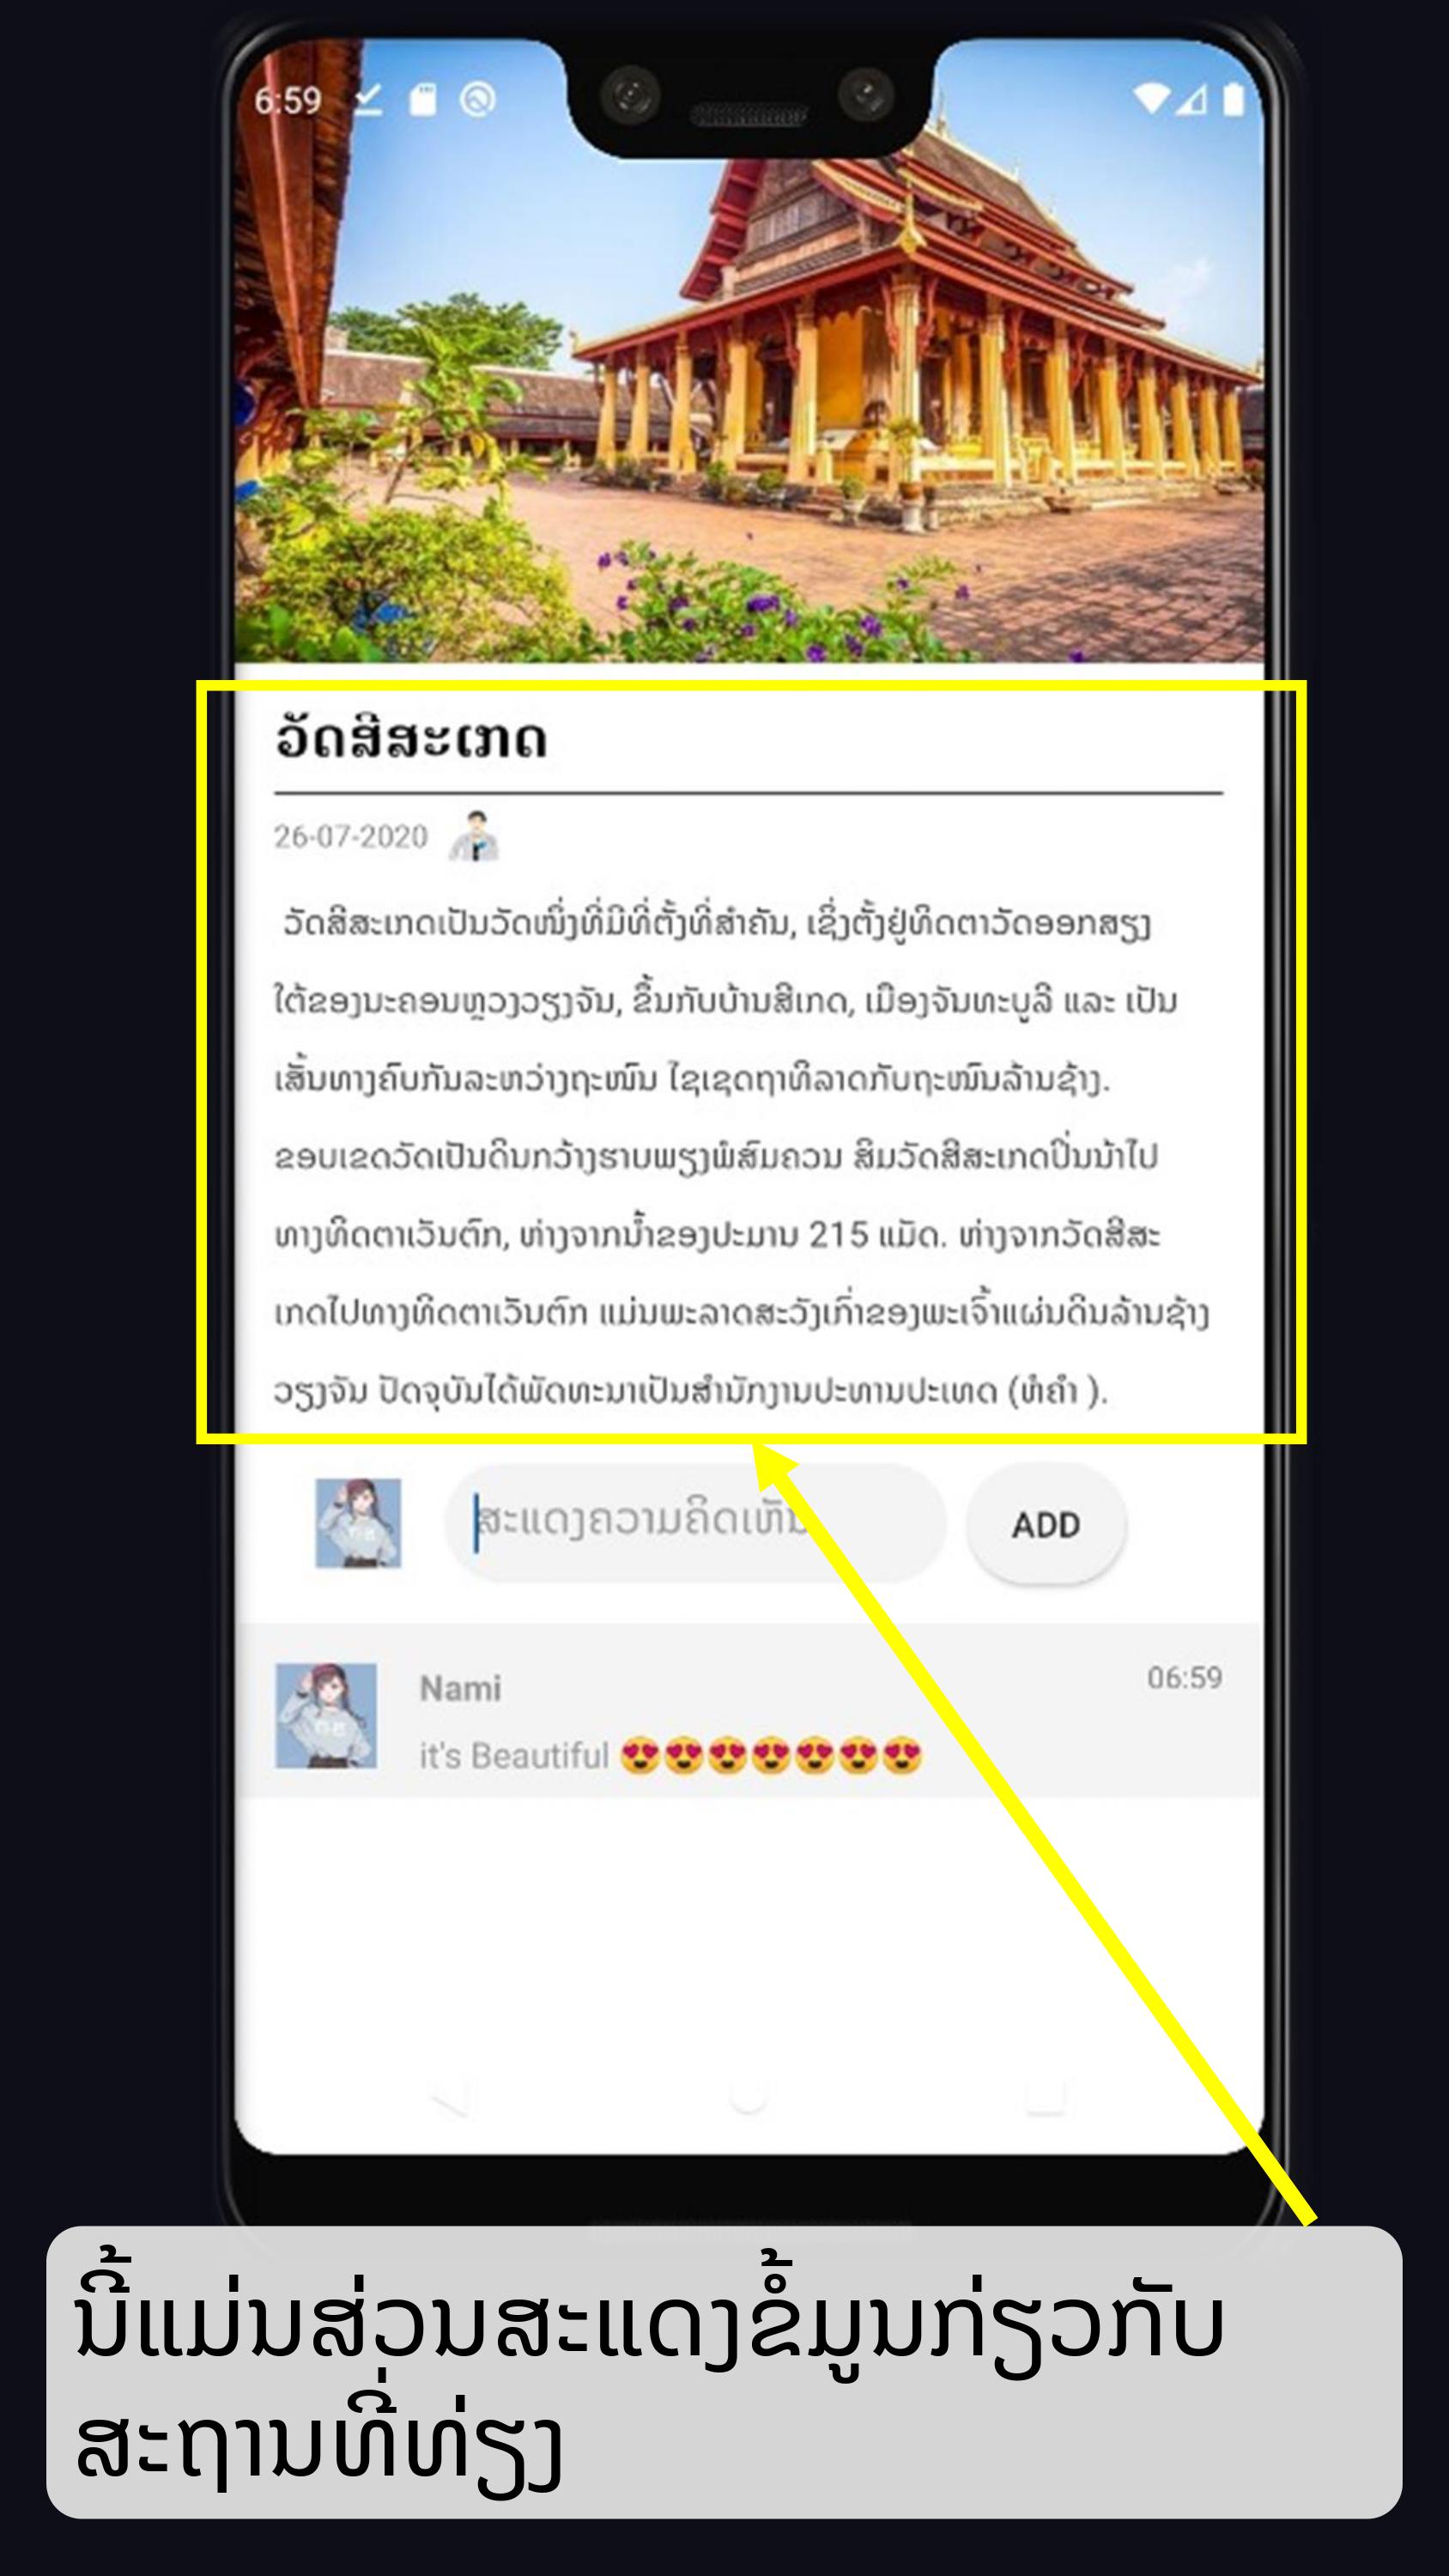 6:59
ວັດສີສະເກດ
26-07-2020
ວັດສີສະເກດເປັນວັດໜຶ່ງທີ່ມີທີ່ຕັ້ງທີ່ສຳຄັນ, ເຊິ່ງຕັ້ງຢູ່ທິດຕາວັດອອກສຽງ
ໃຕ້ຂອງນະຄອນຫຼວງວຽງຈັນ, ຂຶ້ນກັບບ້ານສີເກດ, ເມືອງຈັນທະບູລີ ແລະ ເປັນ
ເສັ້ນທາງຄົບກັນລະຫວ່າງຖະໜົນ ໄຊເຊດຖາທິລາດກັບຖະໜົນລ້ານຊ້າງ.
ຂອບເຂດວັດເປັນດິນກວ້າງຮາບພຽງພໍສົມຄວນ ສິມວັດສີສະເກດປິ່ນນ້າໄປ
ທາງທິດຕາເວັນຕົກ, ຫ່າງຈາກນ້ຳຂອງປະມານ 215 ແມັດ. ຫ່າງຈາກວັດສີສະ
ເກດໄປທາງທິດຕາເວັນຕົກ ແມ່ນພະລາດສະວັງເກົ່າຂອງພະເຈົ້າແຜ່ນດິນລ້ານຊ້າງ
ວຽງຈັນ ປັດຈຸບັນໄດ້ພັດທະນາເປັນສຳນັກງານປະທານປະເທດ (ຫໍຄຳ ).
ສະແດງຄວາມຄິດເຫັນ
ADD
Nami
06:59
it's Beautiful 😍😍😍😍😍😍😍
ນີ້ແມ່ນສ່ວນສະແດງຂໍ້ມູນກ່ຽວກັບ
ສະຖານທີ່ທ່ຽງ